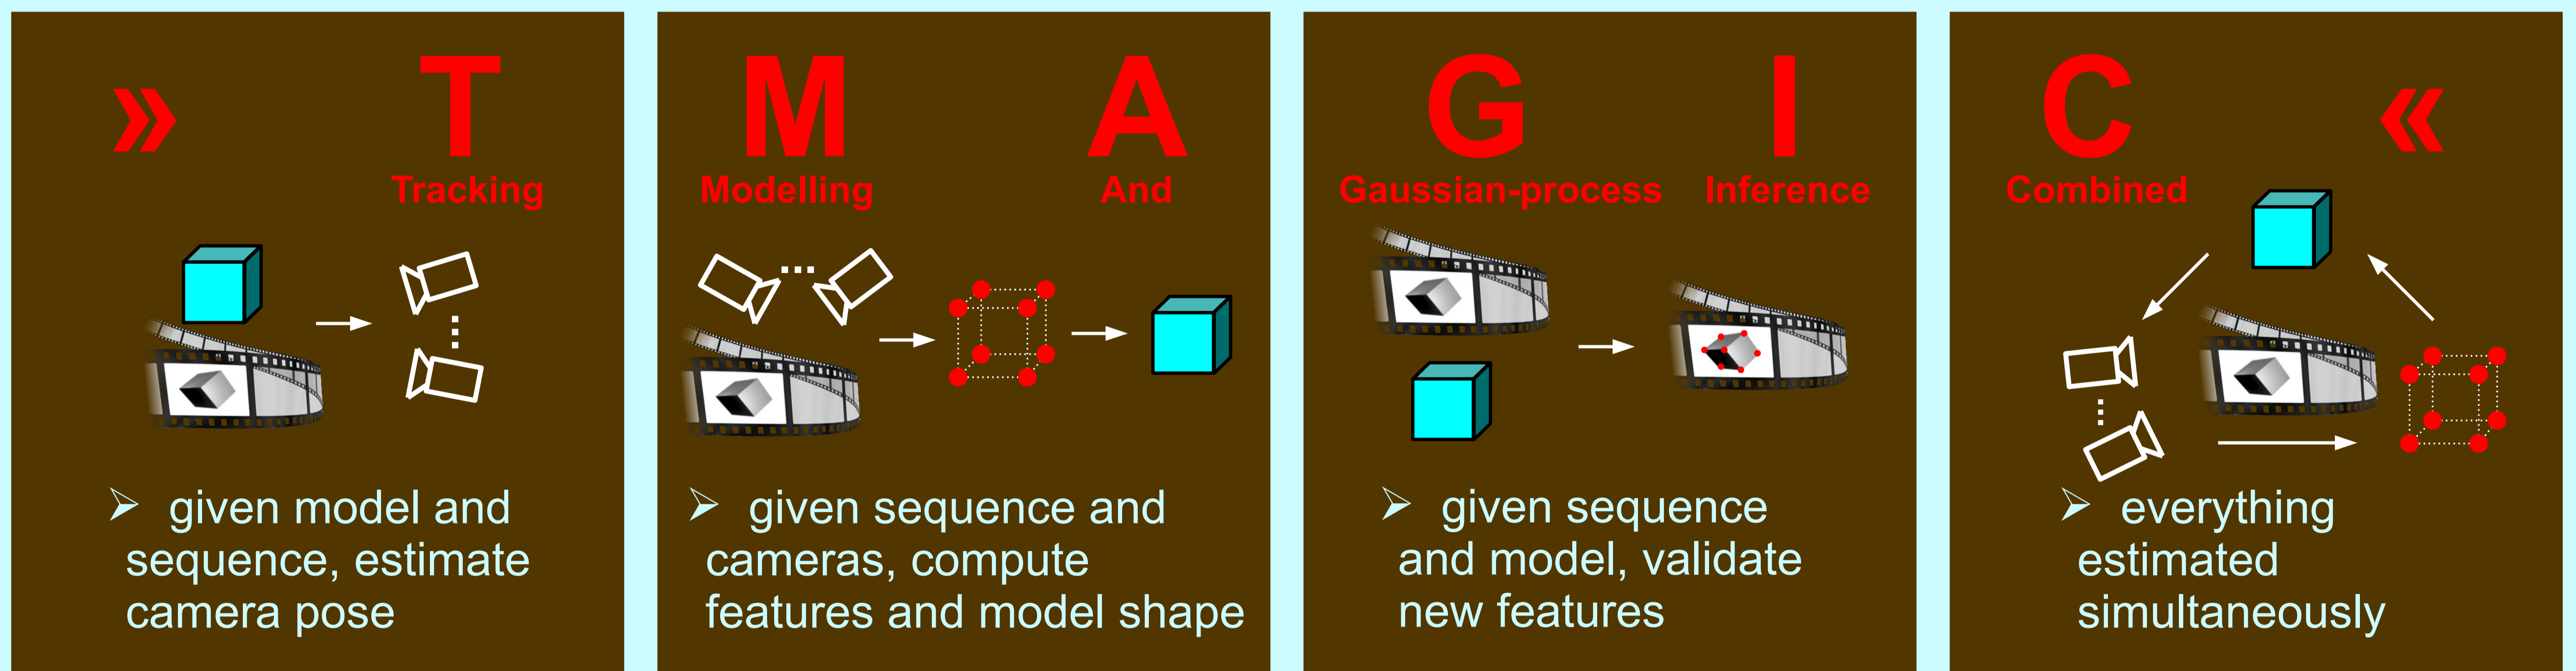 » T
Tracking
➢ given model and
sequence, estimate
camera pose
M A
Modelling And
➢ given sequence and
cameras, compute
features and model shape
G I
Gaussian-process Inference
➢ given sequence
and model, validate
new features
C «
Combined
➢ everything
estimated
simultaneously